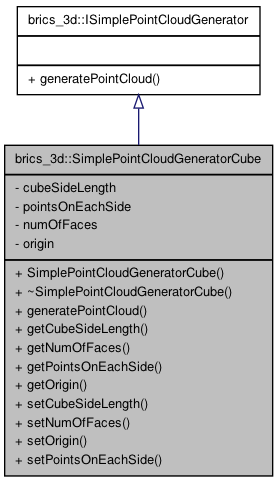 brics_3d::ISimplePointCloudGenerator
+ generatePointCloud()
brics_3d::SimplePointCloudGeneratorCube
- cubeSideLength
- pointsOnEachSide
- numOfFaces
- origin
+ SimplePointCloudGeneratorCube()
+ ~SimplePointCloudGeneratorCube()
+ generatePointCloud()
+ getCubeSideLength()
+ getNumOfFaces()
+ getPointsOnEachSide()
+ getOrigin()
+ setCubeSideLength()
+ setNumOfFaces()
+ setOrigin()
+ setPointsOnEachSide()